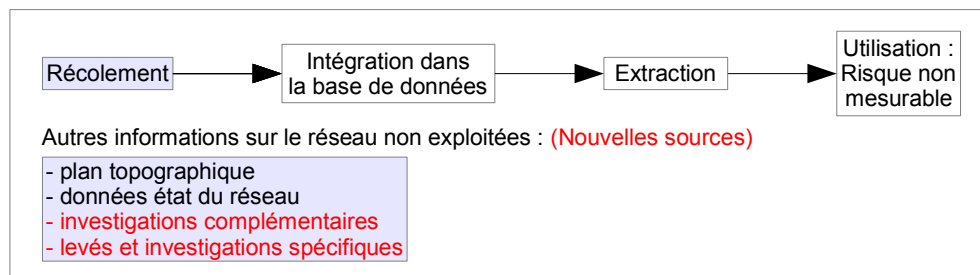 Récolement
Intégration dans
la base de données
Extraction
Utilisation :
Risque non
mesurable
Autres informations sur le réseau non exploitées : (Nouvelles sources)
- plan topographique
- données état du réseau
- investigations complémentaires
- levés et investigations spécifiques